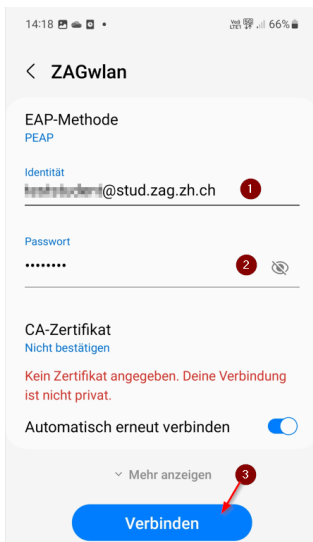 14:18 66%
ZAGwlan
EAP-Methode
PEAP
Identität
@stud.zag.zh.ch 1
Passwort
•••••••• 2
CA-Zertifikat
Nicht bestätigen
Kein Zertifikat angegeben. Deine Verbindung
ist nicht privat.
Automatisch erneut verbinden
Mehr anzeigen 3
Verbinden